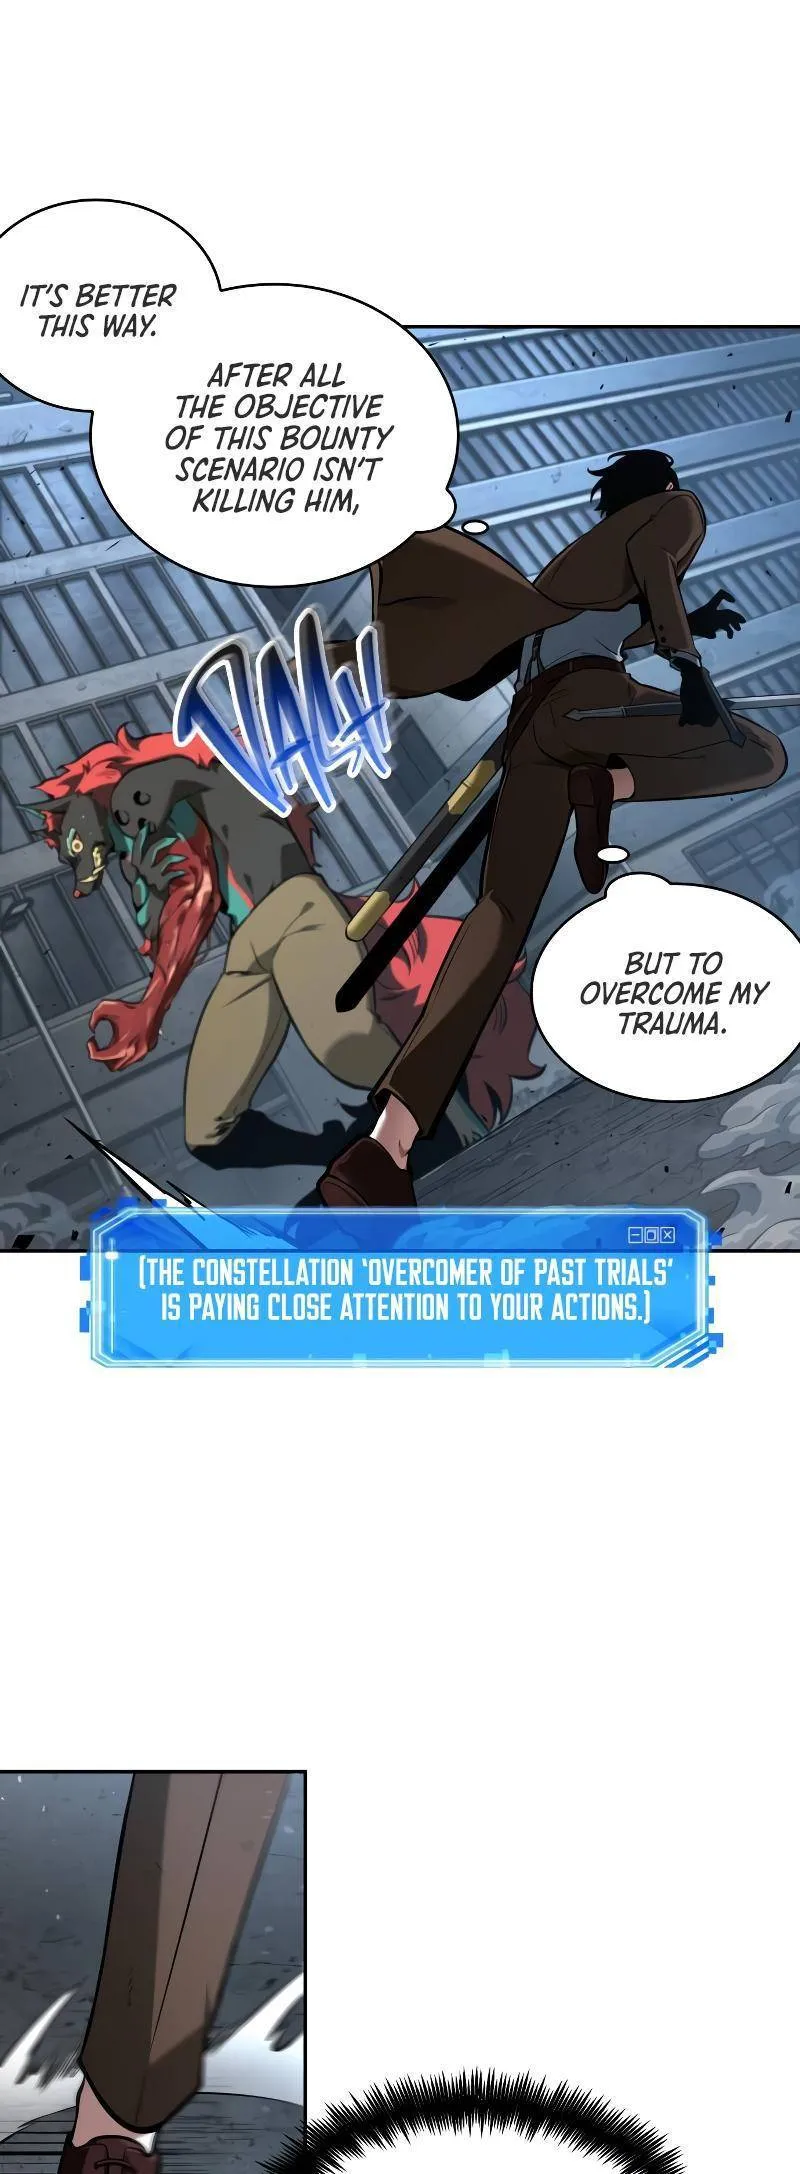 IT'S BETTER
THIS WAY.
AFTER ALL
THE OBJECTIVE
OF THIS BOUNTY
SCENARIO ISN'T
KILLING HIM,
DASH
BUT TO
OVERCOME MY
TRAUMA.
[THE CONSTELLATION 'OVERCOMER OF PAST TRIALS'
IS PAYING CLOSE ATTENTION TO YOUR ACTIONS.]